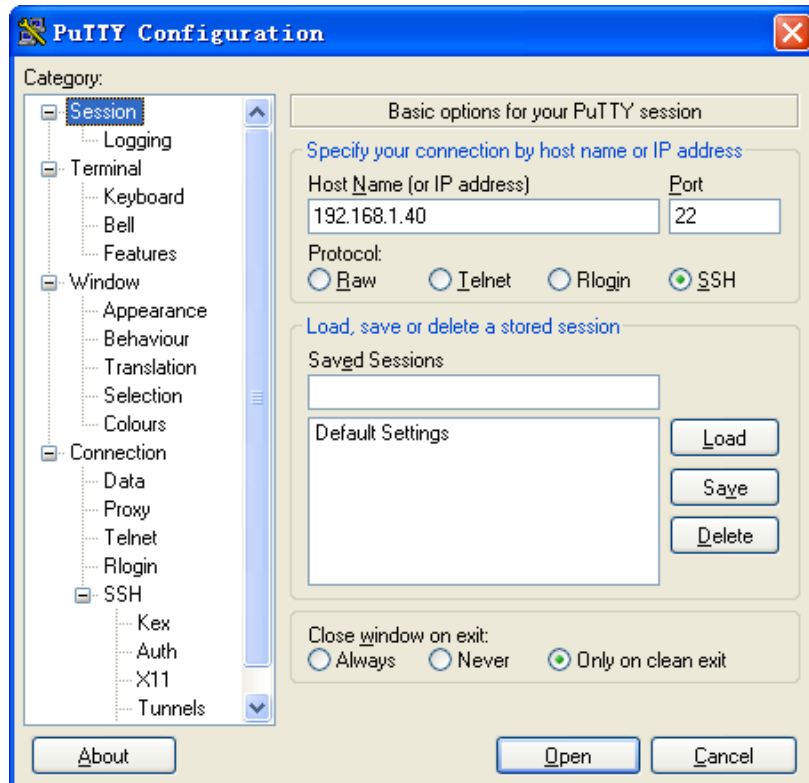 PuTTY Configuration
Category:
Session
Logging
Terminal
Keyboard
Bell
Features
Window
Appearance
Behaviour
Translation
Selection
Colours
Connection
Data
Proxy
Telnet
Rlogin
SSH
Kex
Auth
X11
Tunnels
Basic options for your PuTTY session
Specify your connection by host name or IP address
Host Name (or IP address) Port
192.168.1.40 22
Protocol:
Raw Telnet Rlogin SSH
Load, save or delete a stored session
Saved Sessions
Default Settings
Load
Save
Delete
Close window on exit:
Always Never Only on clean exit
About Open Cancel